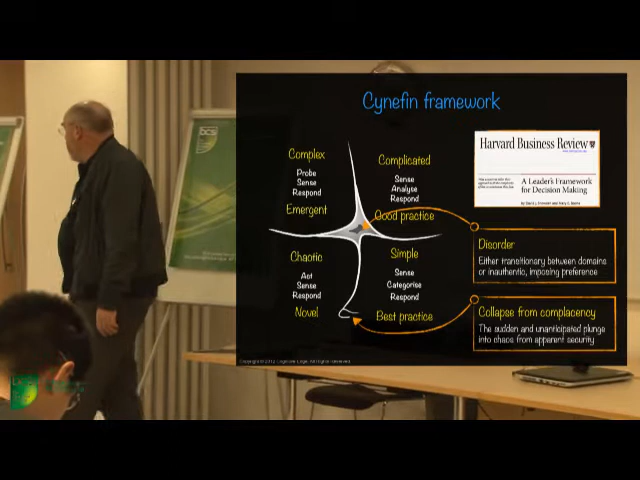 bcs
Cynefin framework
Complex
Probe
Sense
Respond
Emergent
Complicated
Sense
Analyse
Respond
Good practice
Chaotic
Act
Sense
Respond
Novel
Simple
Sense
Categorise
Respond
Best practice
Harvard Business Review
A Leader's Framework
for Decision Making
Disorder
Either transitionary between domains
or inauthentic, imposing preference
Collapse from complacency
The sudden and unanticipated plunge
into chaos from apparent security